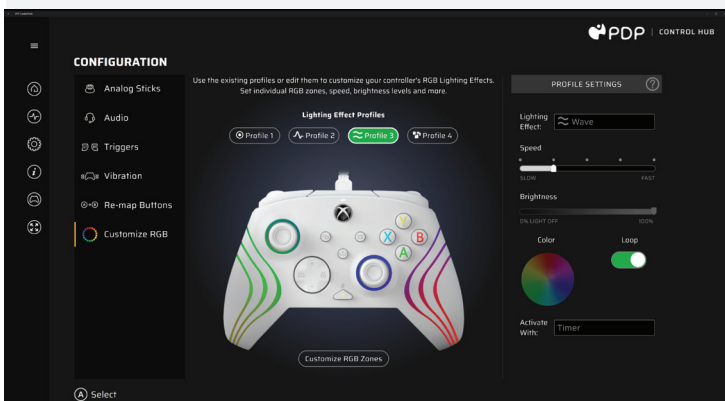 PDP | CONTROL HUB
CONFIGURATION
Analog Sticks
Audio
Triggers
Vibration
Re-map Buttons
Customize RGB
Use the existing profiles or edit them to customize your controller's RGB Lighting Effects.
Set individual RGB zones, speed, brightness levels and more.
Lighting Effect Profiles
Profile 1
Profile 2
Profile 3
Profile 4
Y
X
B
A
Customize RGB Zones
PROFILE SETTINGS ?
Lighting
Effect:
Wave
Speed
SLOW FAST
Brightness
0% LIGHT OFF 100%
Color Loop
Activate
With:
Timer
A Select